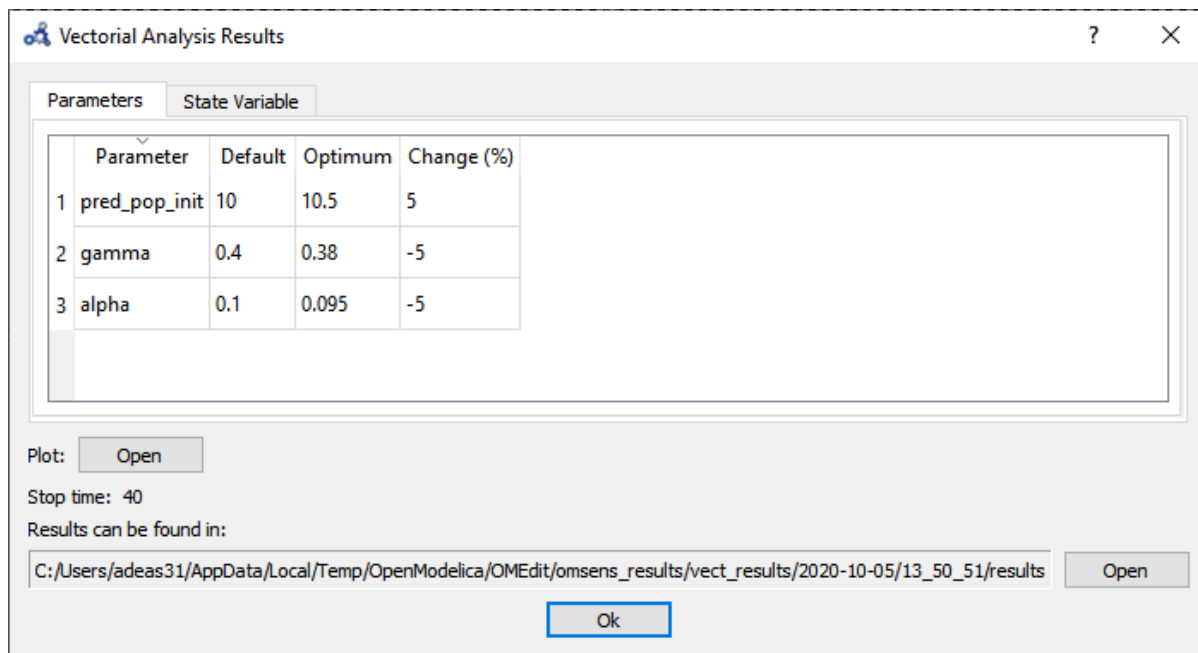 Vectorial Analysis Results ?
Parameters State Variable
Parameter Default Optimum Change (%)
1 pred_pop_init 10 10.5 5
2 gamma 0.4 0.38 -5
3 alpha 0.1 0.095 -5
Plot: Open
Stop time: 40
Results can be found in:
C:/Users/adeas31/AppData/Local/Temp/OpenModelica/OMEdit/omsens_results/vect_results/2020-10-05/13_50_51/results Open
Ok